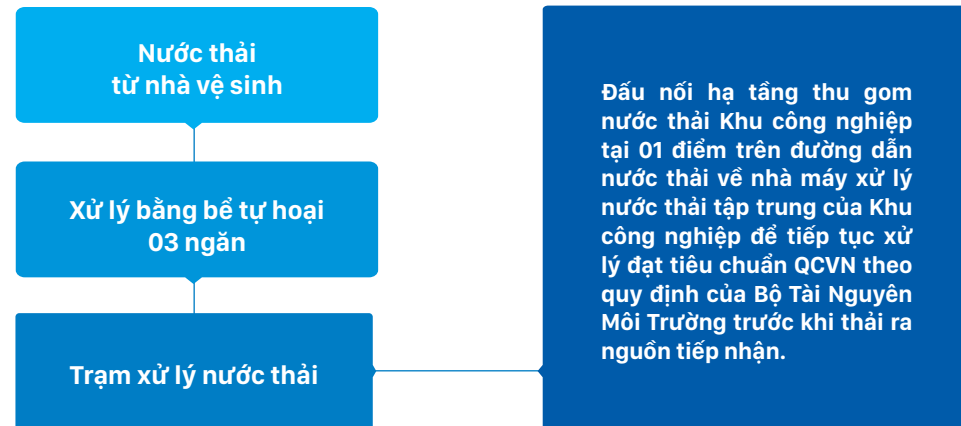 Nước thải
từ nhà vệ sinh
Xử lý bằng bể tự hoại
03 ngăn
Trạm xử lý nước thải
Đấu nối hạ tầng thu gom
nước thải Khu công nghiệp
tại 01 điểm trên đường dẫn
nước thải về nhà máy xử lý
nước thải tập trung của Khu
công nghiệp để tiếp tục xử
lý đạt tiêu chuẩn QCVN theo
quy định của Bộ Tài Nguyên
Môi Trường trước khi thải ra
nguồn tiếp nhận.